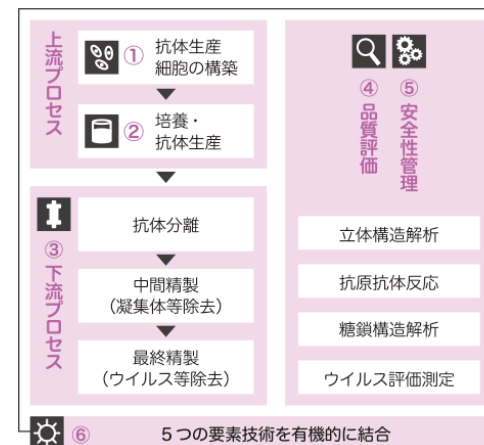 上流プロセス
① 抗体生産
細胞の構築
② 培養・
抗体生産
③ 下流プロセス
抗体分離
中間精製
(凝集体等除去)
最終精製
(ウイルス等除去)
④ 品質評価
⑤ 安全性管理
立体構造解析
抗原抗体反応
糖鎖構造解析
ウイルス評価測定
⑥ 5つの要素技術を有機的に結合